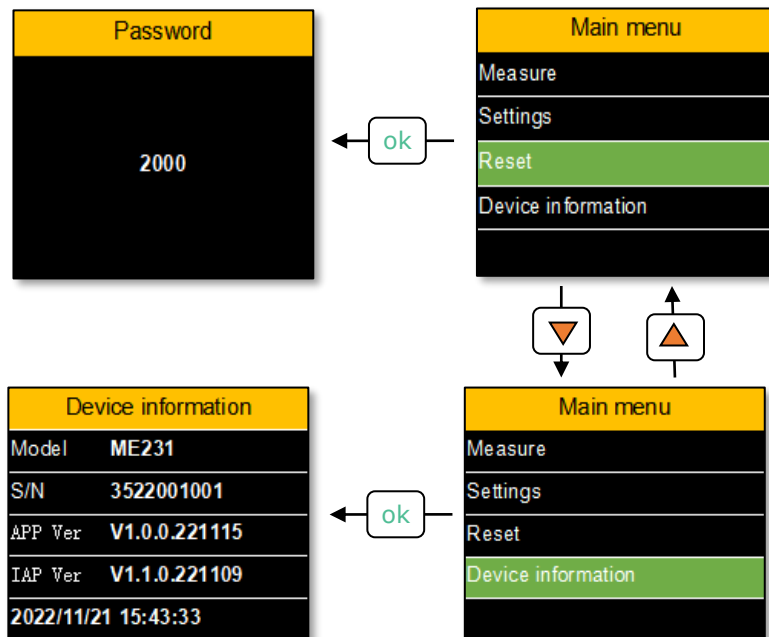 Password
2000
ok
Main menu
Measure
Settings
Reset
Device information
Device information
Model ME231
S/N 3522001001
APP Ver V1.0.0.221115
IAP Ver V1.1.0.221109
2022/11/21 15:43:33
ok
Main menu
Measure
Settings
Reset
Device information